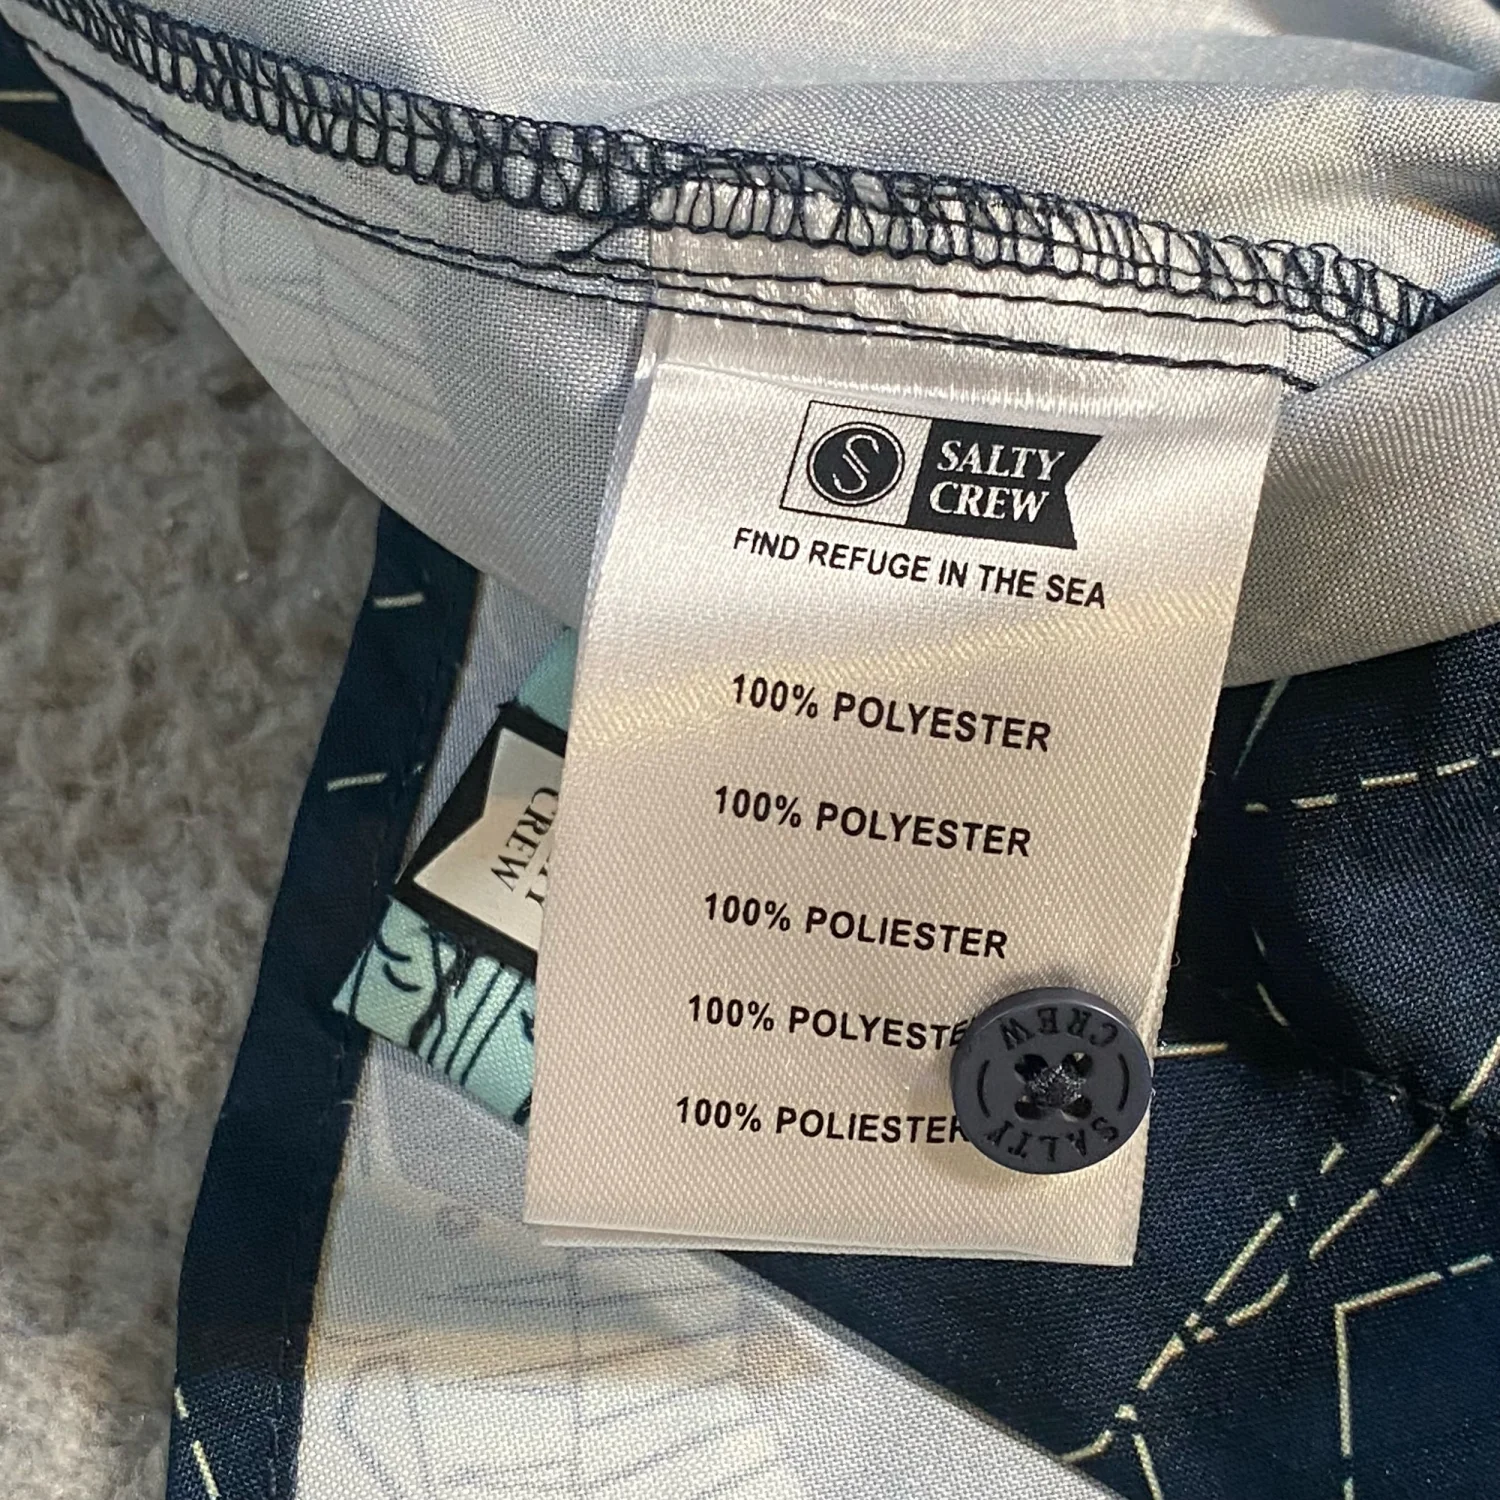 SALTY
CREW
FIND REFUGE IN THE SEA
100% POLYESTER
100% POLYESTER
100% POLIESTER
100% POLYESTÉ
100% POLIESTER
CREW
SALTY
CREW